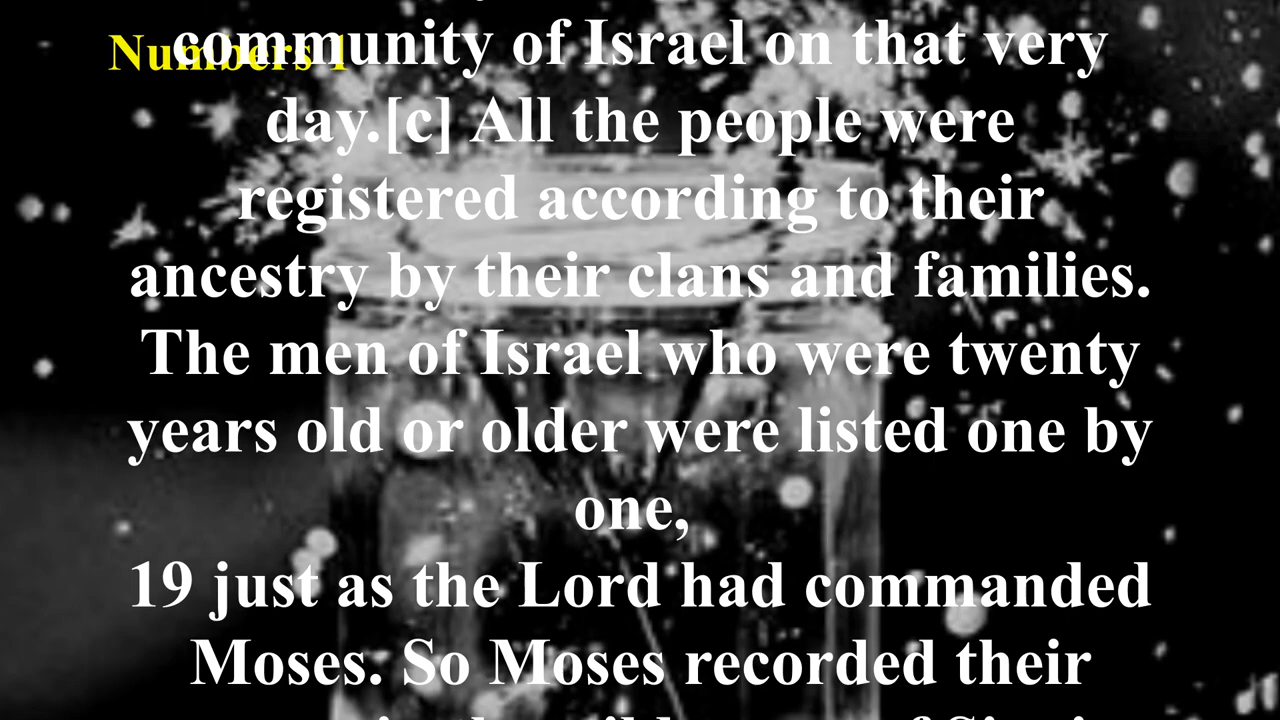 Numbers 1
community of Israel on that very
day.[c] All the people were
registered according to their
ancestry by their clans and families.
The men of Israel who were twenty
years old or older were listed one by
one,
19 just as the Lord had commanded
Moses. So Moses recorded their